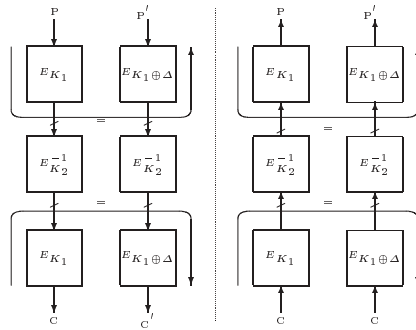 P P′ P P′
E_{K_1} E_{K_1⊕Δ} E_{K_1} E_{K_1⊕Δ}
= =
E^{-1}_{K_2} E^{-1}_{K_2} E^{-1}_{K_2} E^{-1}_{K_2}
= =
E_{K_1} E_{K_1⊕Δ} E_{K_1} E_{K_1⊕Δ}
C C′ C C′